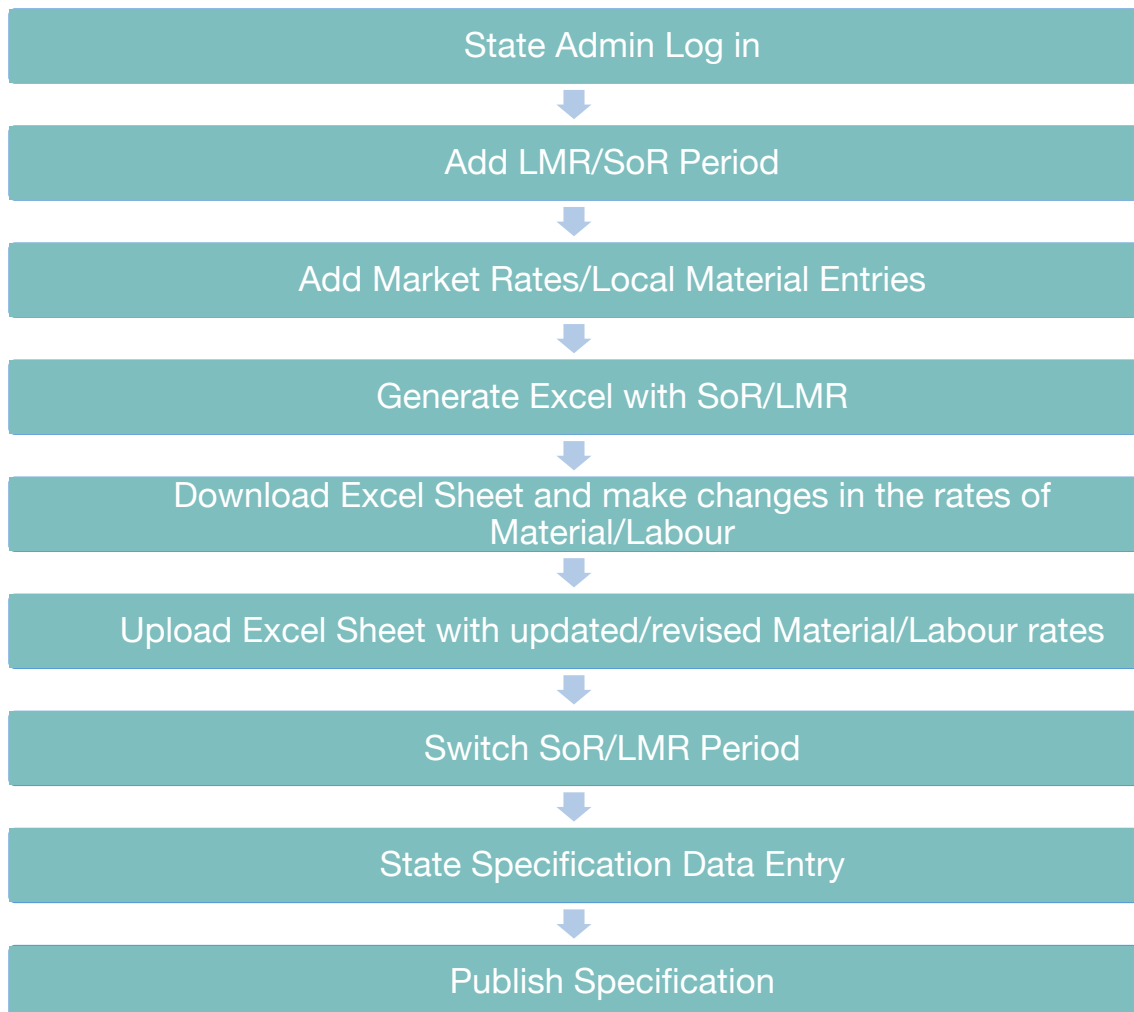 State Admin Log in
Add LMR/SoR Period
Add Market Rates/Local Material Entries
Generate Excel with SoR/LMR
Download Excel Sheet and make changes in the rates of
Material/Labour
Upload Excel Sheet with updated/revised Material/Labour rates
Switch SoR/LMR Period
State Specification Data Entry
Publish Specification